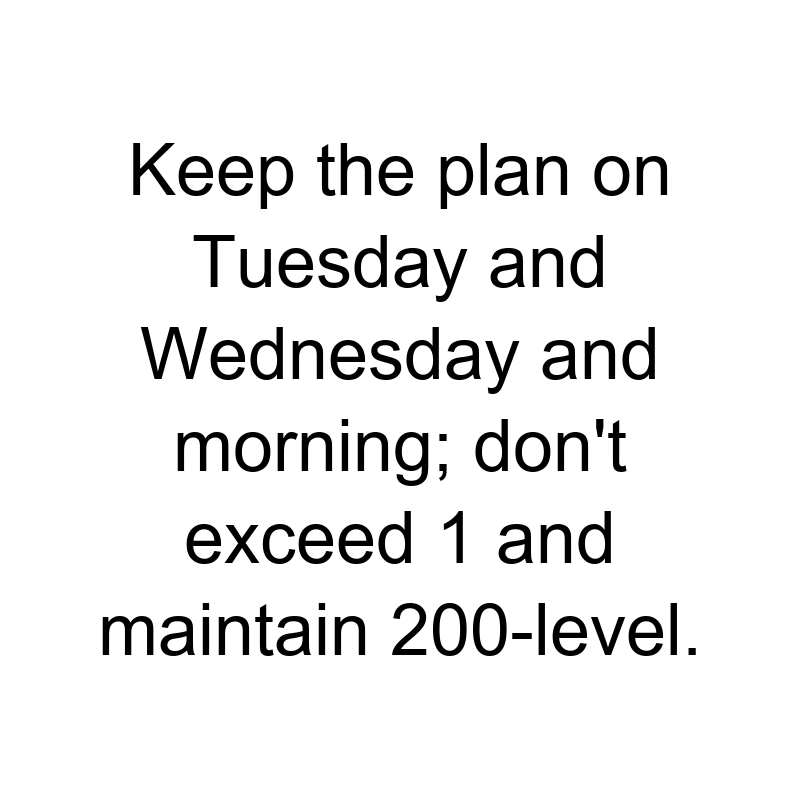 Keep the plan on
Tuesday and
Wednesday and
morning; don't
exceed 1 and
maintain 200-level.